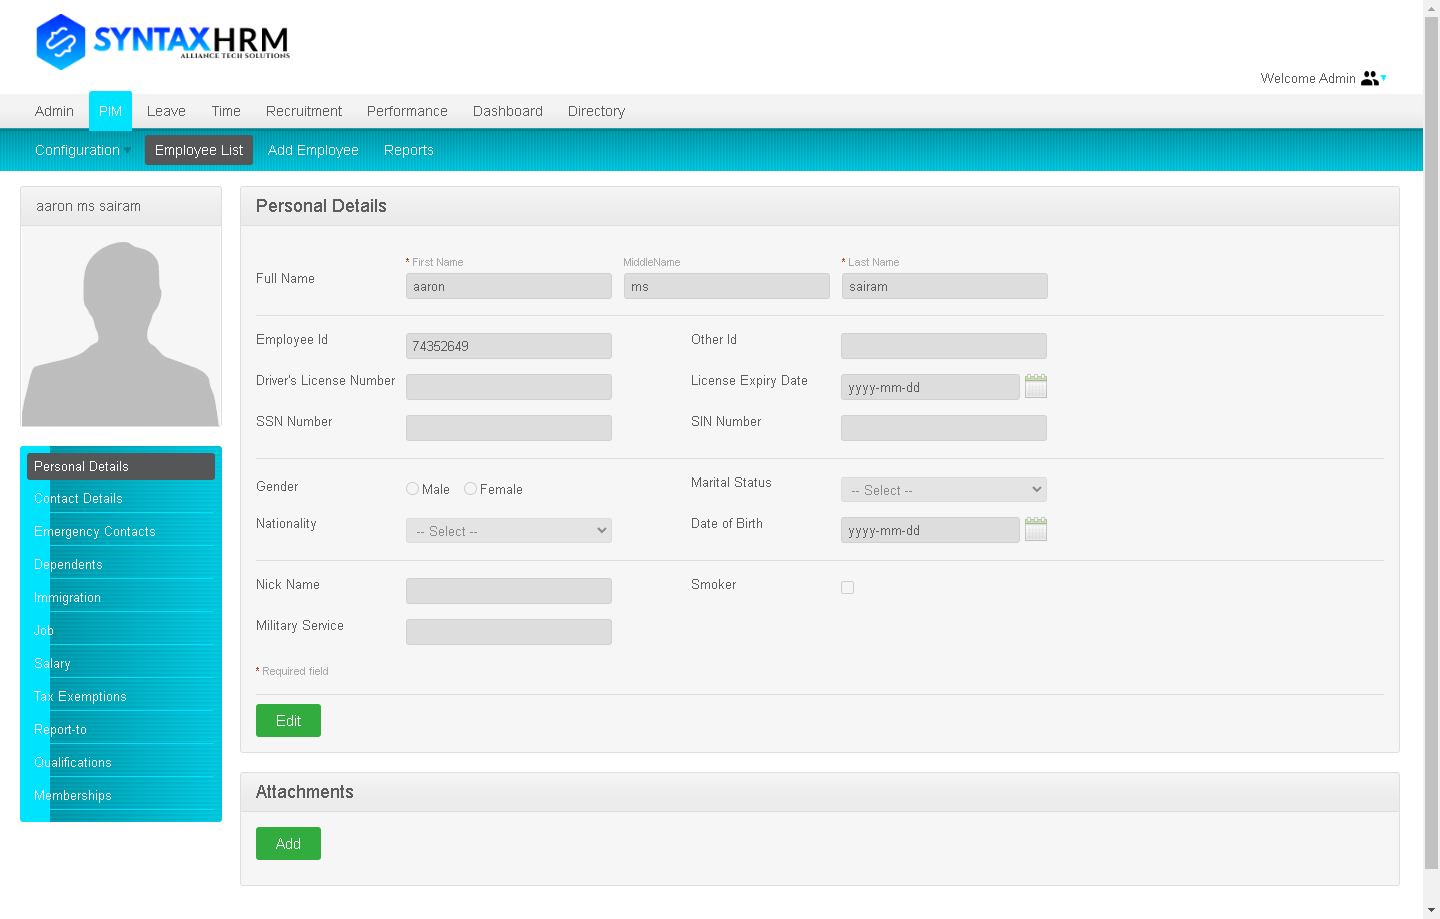 SYNTAXHRM
ALLIANCE TECH SOLUTIONS
Welcome Admin
Admin PIM Leave Time Recruitment Performance Dashboard Directory
Configuration Employee List Add Employee Reports
aaron ms sairam
Personal Details
* First Name MiddleName * Last Name
Full Name aaron ms sairam
Employee Id 74352649 Other Id
Driver's License Number License Expiry Date yyyy-mm-dd
SSN Number SIN Number
Gender Male Female Marital Status -- Select --
Nationality -- Select -- Date of Birth yyyy-mm-dd
Nick Name Smoker
Military Service
* Required field
Edit
Personal Details
Contact Details
Emergency Contacts
Dependents
Immigration
Job
Salary
Tax Exemptions
Report-to
Qualifications
Memberships
Attachments
Add